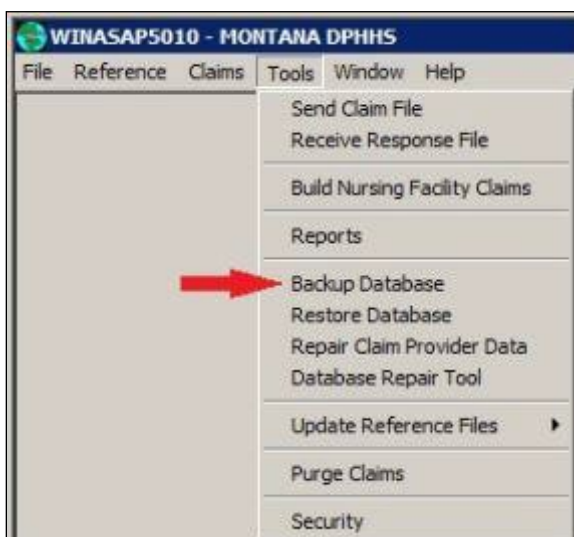 WINASAP5010 - MONTANA DPHHS
File Reference Claims Tools Window Help
Send Claim File
Receive Response File
Build Nursing Facility Claims
Reports
Backup Database
Restore Database
Repair Claim Provider Data
Database Repair Tool
Update Reference Files
Purge Claims
Security